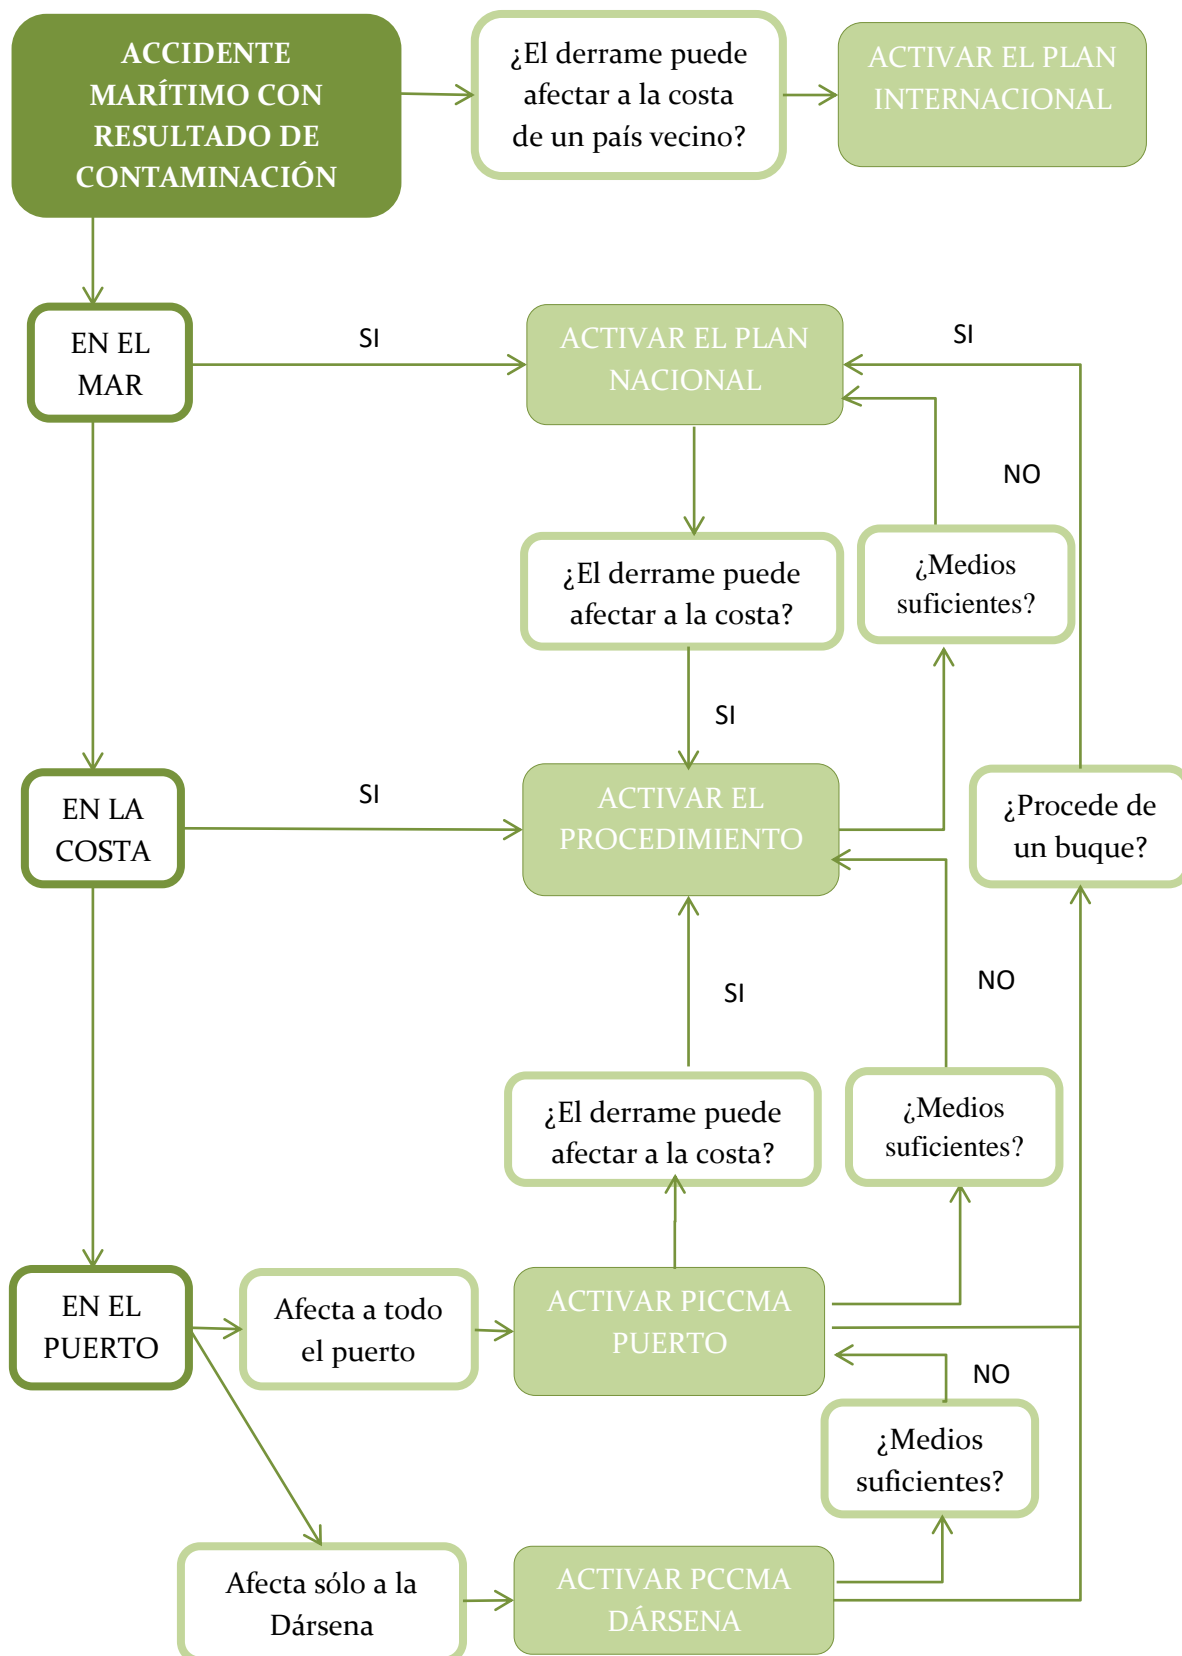 ACCIDENTE
MARÍTIMO CON
RESULTADO DE
CONTAMINACIÓN
¿El derrame puede
afectar a la costa
de un país vecino?
ACTIVAR EL PLAN
INTERNACIONAL
EN EL
MAR
SI
ACTIVAR EL PLAN
NACIONAL
SI
NO
¿El derrame puede
afectar a la costa?
¿Medios
suficientes?
SI
EN LA
COSTA
SI
ACTIVAR EL
PROCEDIMIENTO
¿Procede de
un buque?
SI
NO
¿El derrame puede
afectar a la costa?
¿Medios
suficientes?
EN EL
PUERTO
Afecta a todo
el puerto
ACTIVAR PICCMA
PUERTO
NO
¿Medios
suficientes?
Afecta sólo a la
Dársena
ACTIVAR PCCMA
DÁRSENA